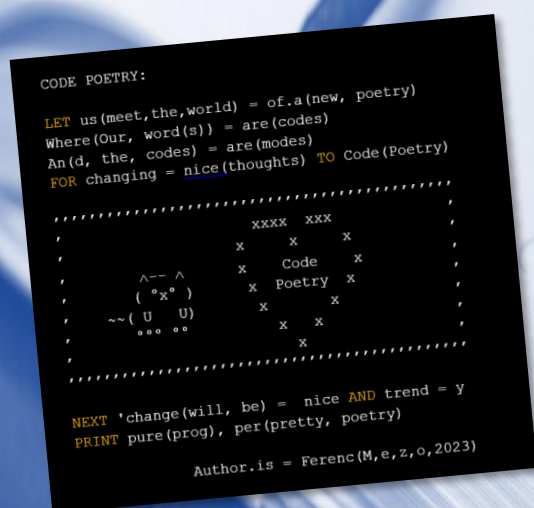 CODE POETRY:
LET us(meet,the,world) = of.a(new, poetry)
Where(Our, word(s)) = are(codes)
An(d, the, codes) = are(modes)
FOR changing = nice(thoughts) TO Code(Poetry)
,,,,,,,,,,,,,,,,,,,,,,,,,,,,,,,,,,,,,,,,,,,,,
,                     xxxx  xxx             ,
,                   x     x     x           ,
,        ^-- ^      x    Code     x         ,
,       ( °x° )      x  Poetry  x           ,
,    ~~( U   U)       x       x             ,
,       °°° °°          x   x               ,
,                         x                 ,
,,,,,,,,,,,,,,,,,,,,,,,,,,,,,,,,,,,,,,,,,,,,,
NEXT 'change(will, be) =  nice AND trend = y
PRINT pure(prog), per(pretty, poetry)
Author.is = Ferenc(M,e,z,o,2023)